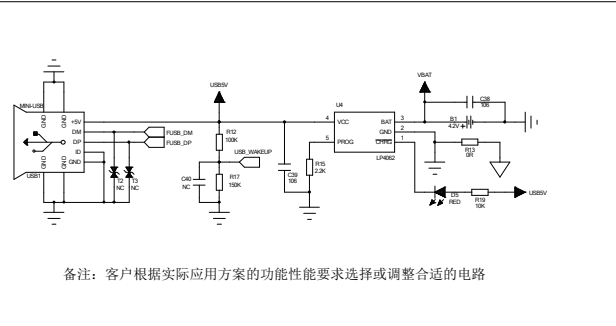 USB5V
VBAT
MINI-USB
GND
GND
+5V
DM
DP
ID
GND
GND
GND
USB1
FUSB_DM
FUSB_DP
T2
NC
T3
NC
R12
100K
USB_WAKEUP
C40
NC
R17
150K
C39
106
R15
2.2K
U4
4
VCC
BAT
3
GND
2
5
PROG
CHRG
1
LP4062
C38
106
B1
4.2V
R13
0R
D5
RED
R19
10K
USB5V
备注：客户根据实际应用方案的功能性能要求选择或调整合适的电路